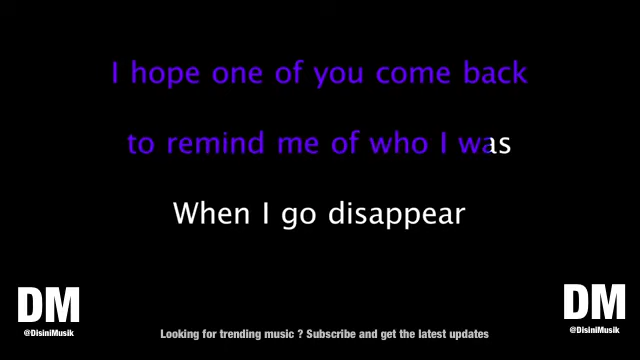 I hope one of you come back
to remind me of who I was
When I go disappear
DM
@DisiniMusik
DM
@DisiniMusik
Looking for trending music ? Subscribe and get the latest updates